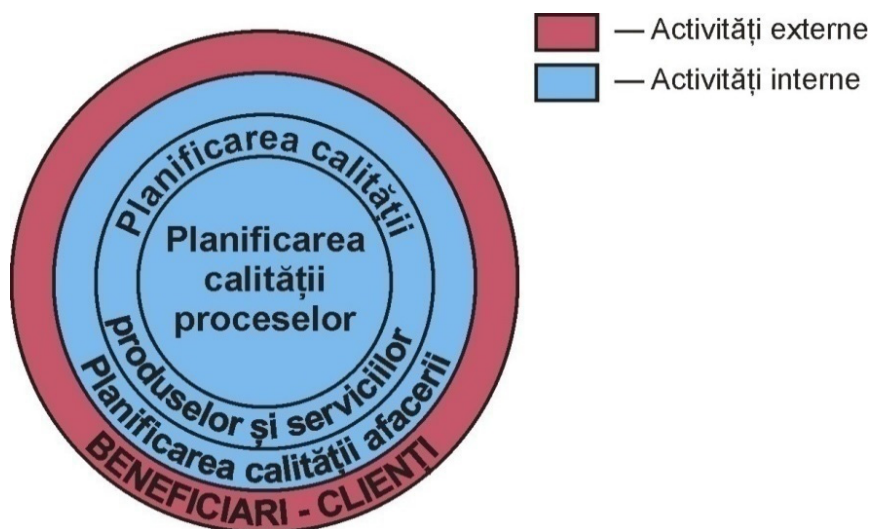 — Activități externe
— Activități interne
Planificarea calității
produselor și serviciilor
Planificarea
calității
proceselor
Planificarea calității afacerii
BENEFICIARI - CLIENȚI